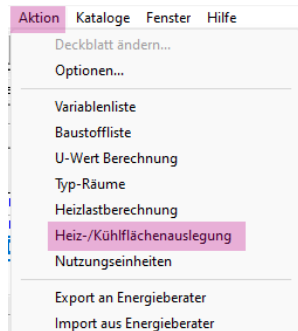 Aktion Kataloge Fenster Hilfe
Deckblatt ändern...
Optionen...
Variablenliste
Baustoffliste
U-Wert Berechnung
Typ-Räume
Heizlastberechnung
Heiz-/Kühlflächenauslegung
Nutzungseinheiten
Export an Energieberater
Import aus Energieberater